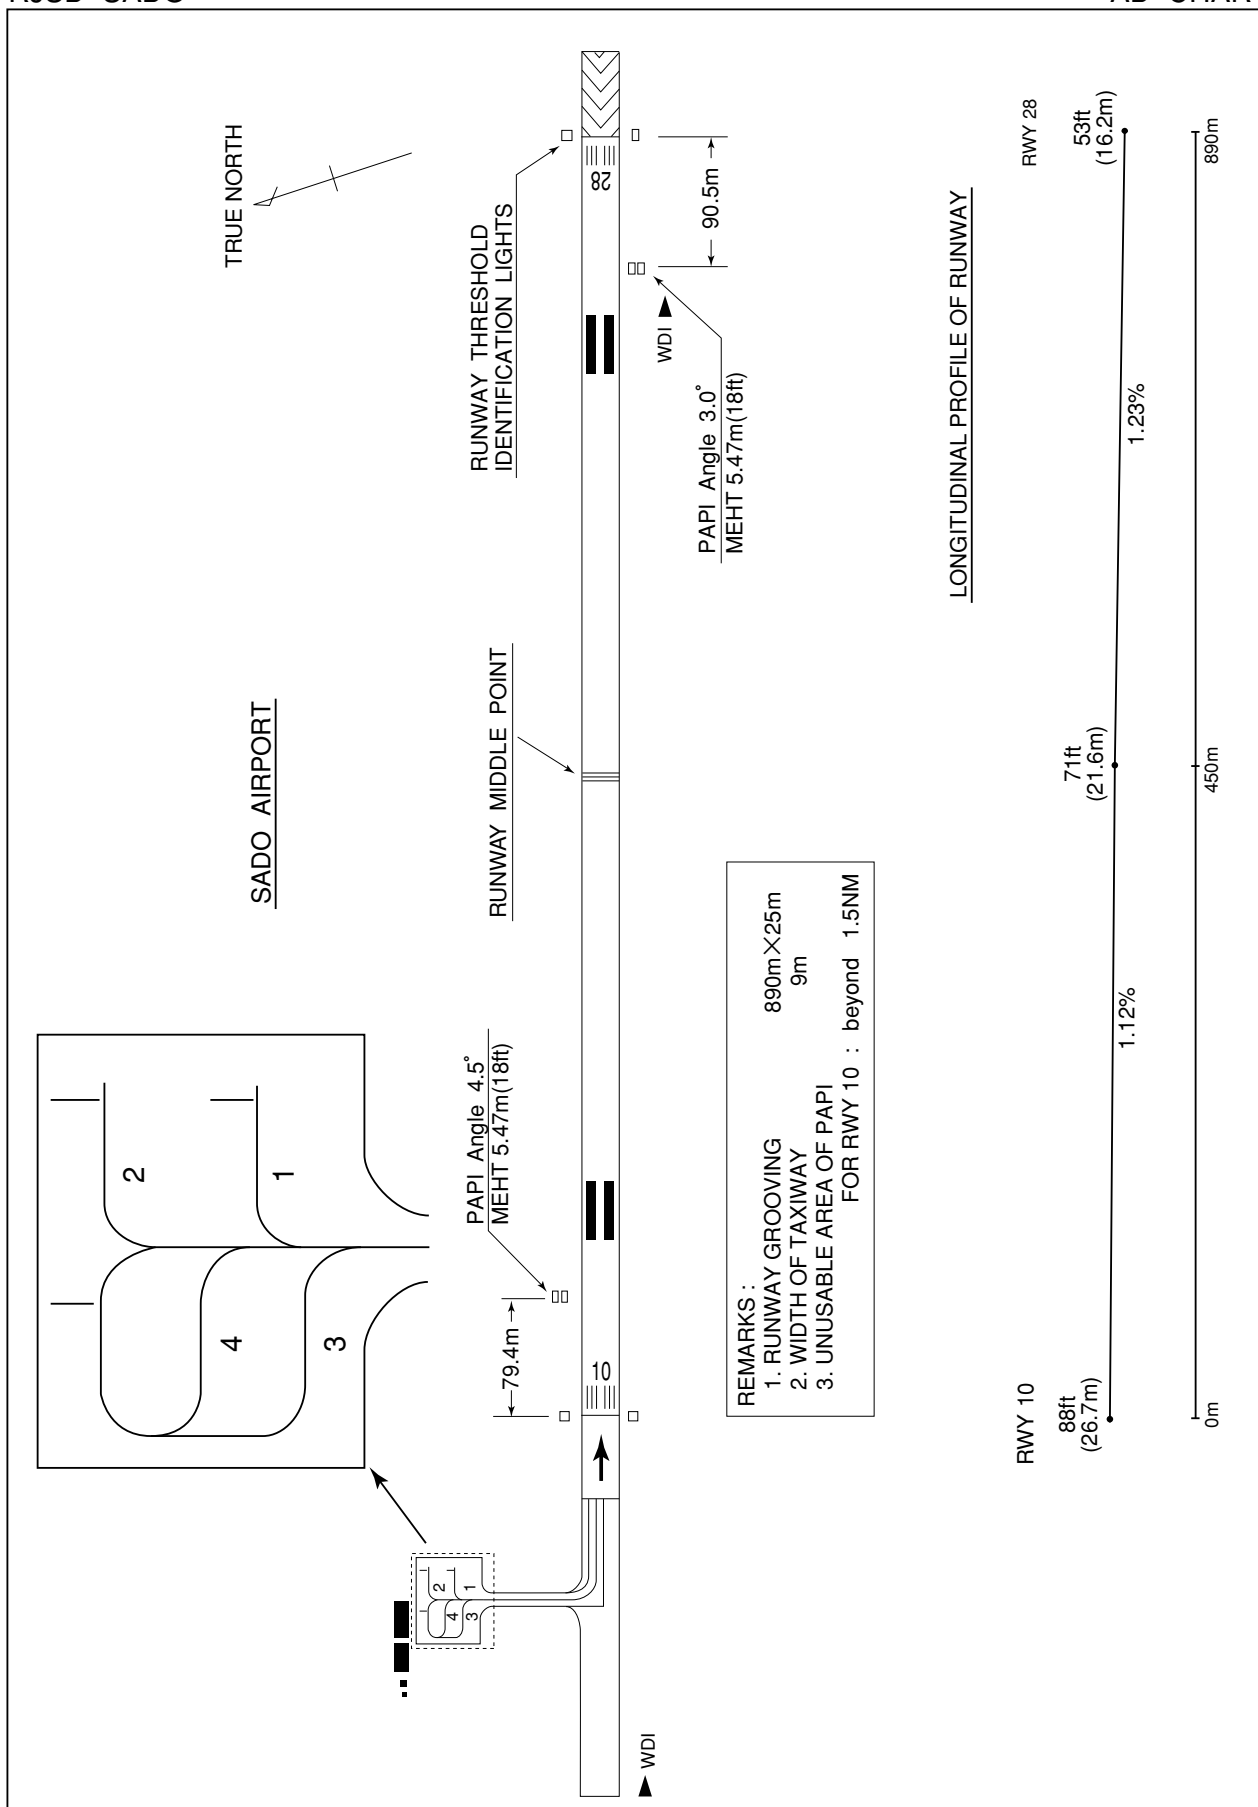 SADO AIRPORT
TRUE NORTH
2
1
4
3
2
1
4
3
PAPI Angle 4.5°
MEHT 5.47m(18ft)
79.4m
RUNWAY MIDDLE POINT
RUNWAY THRESHOLD
IDENTIFICATION LIGHTS
10
28
90.5m
WDI
WDI
PAPI Angle 3.0°
MEHT 5.47m(18ft)
REMARKS :
1. RUNWAY GROOVING 890m×25m
2. WIDTH OF TAXIWAY 9m
3. UNUSABLE AREA OF PAPI
FOR RWY 10 : beyond 1.5NM
LONGITUDINAL PROFILE OF RUNWAY
RWY 10
88ft
(26.7m)
71ft
(21.6m)
RWY 28
53ft
(16.2m)
1.12%
1.23%
0m
450m
890m